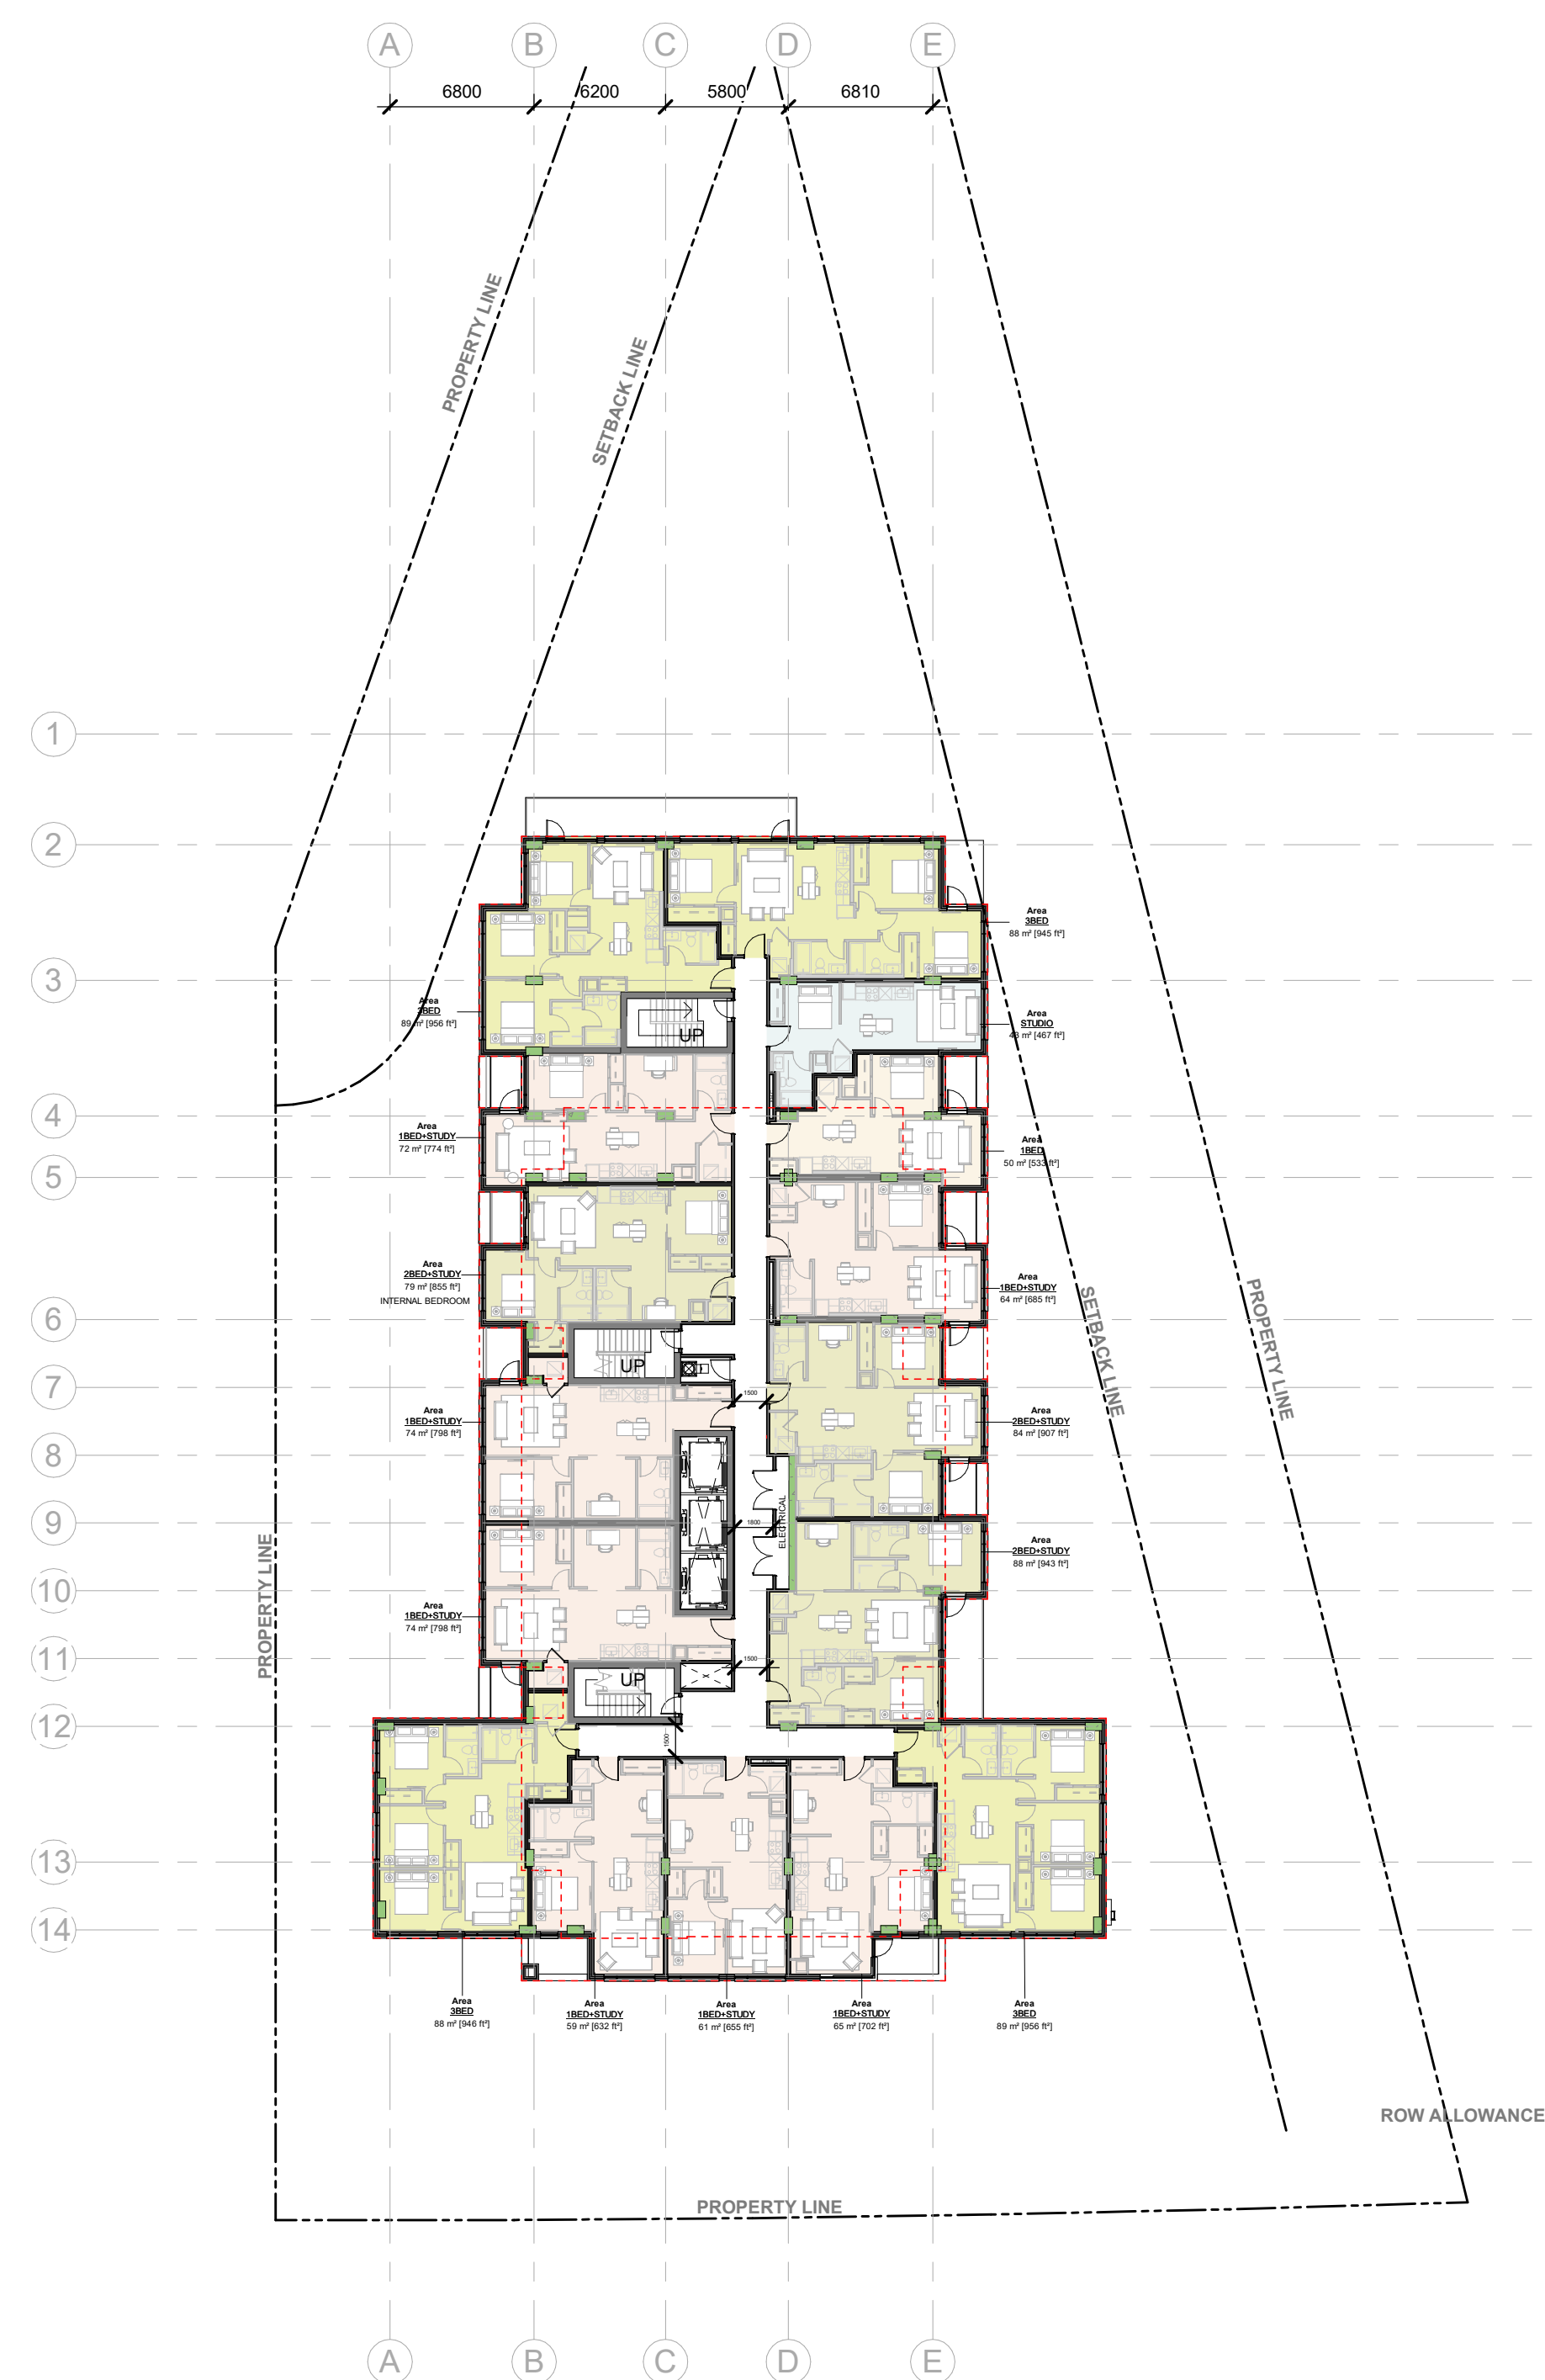 A B C D E
6800 6200 5800 6810
PROPERTY LINE
SETBACK LINE
1
2
Area
3BED
88 m² [945 ft²]
3
Area
3BED
89 m² [956 ft²]
Area
STUDIO
43 m² [467 ft²]
UP
4
Area
1BED+STUDY
72 m² [774 ft²]
Area
1BED
50 m² [533 ft²]
5
Area
2BED+STUDY
79 m² [855 ft²]
INTERNAL BEDROOM
Area
1BED+STUDY
64 m² [685 ft²]
SETBACK LINE
PROPERTY LINE
6
UP
7
1500
Area
1BED+STUDY
74 m² [798 ft²]
Area
2BED+STUDY
84 m² [907 ft²]
8
ELECTRICAL
9
1800
Area
2BED+STUDY
88 m² [943 ft²]
PROPERTY LINE
10
Area
1BED+STUDY
74 m² [798 ft²]
11
1500
UP
12
1500
13
14
Area
3BED
88 m² [946 ft²]
Area
1BED+STUDY
59 m² [632 ft²]
Area
1BED+STUDY
61 m² [655 ft²]
Area
1BED+STUDY
65 m² [702 ft²]
Area
3BED
89 m² [956 ft²]
ROW ALLOWANCE
PROPERTY LINE
A B C D E